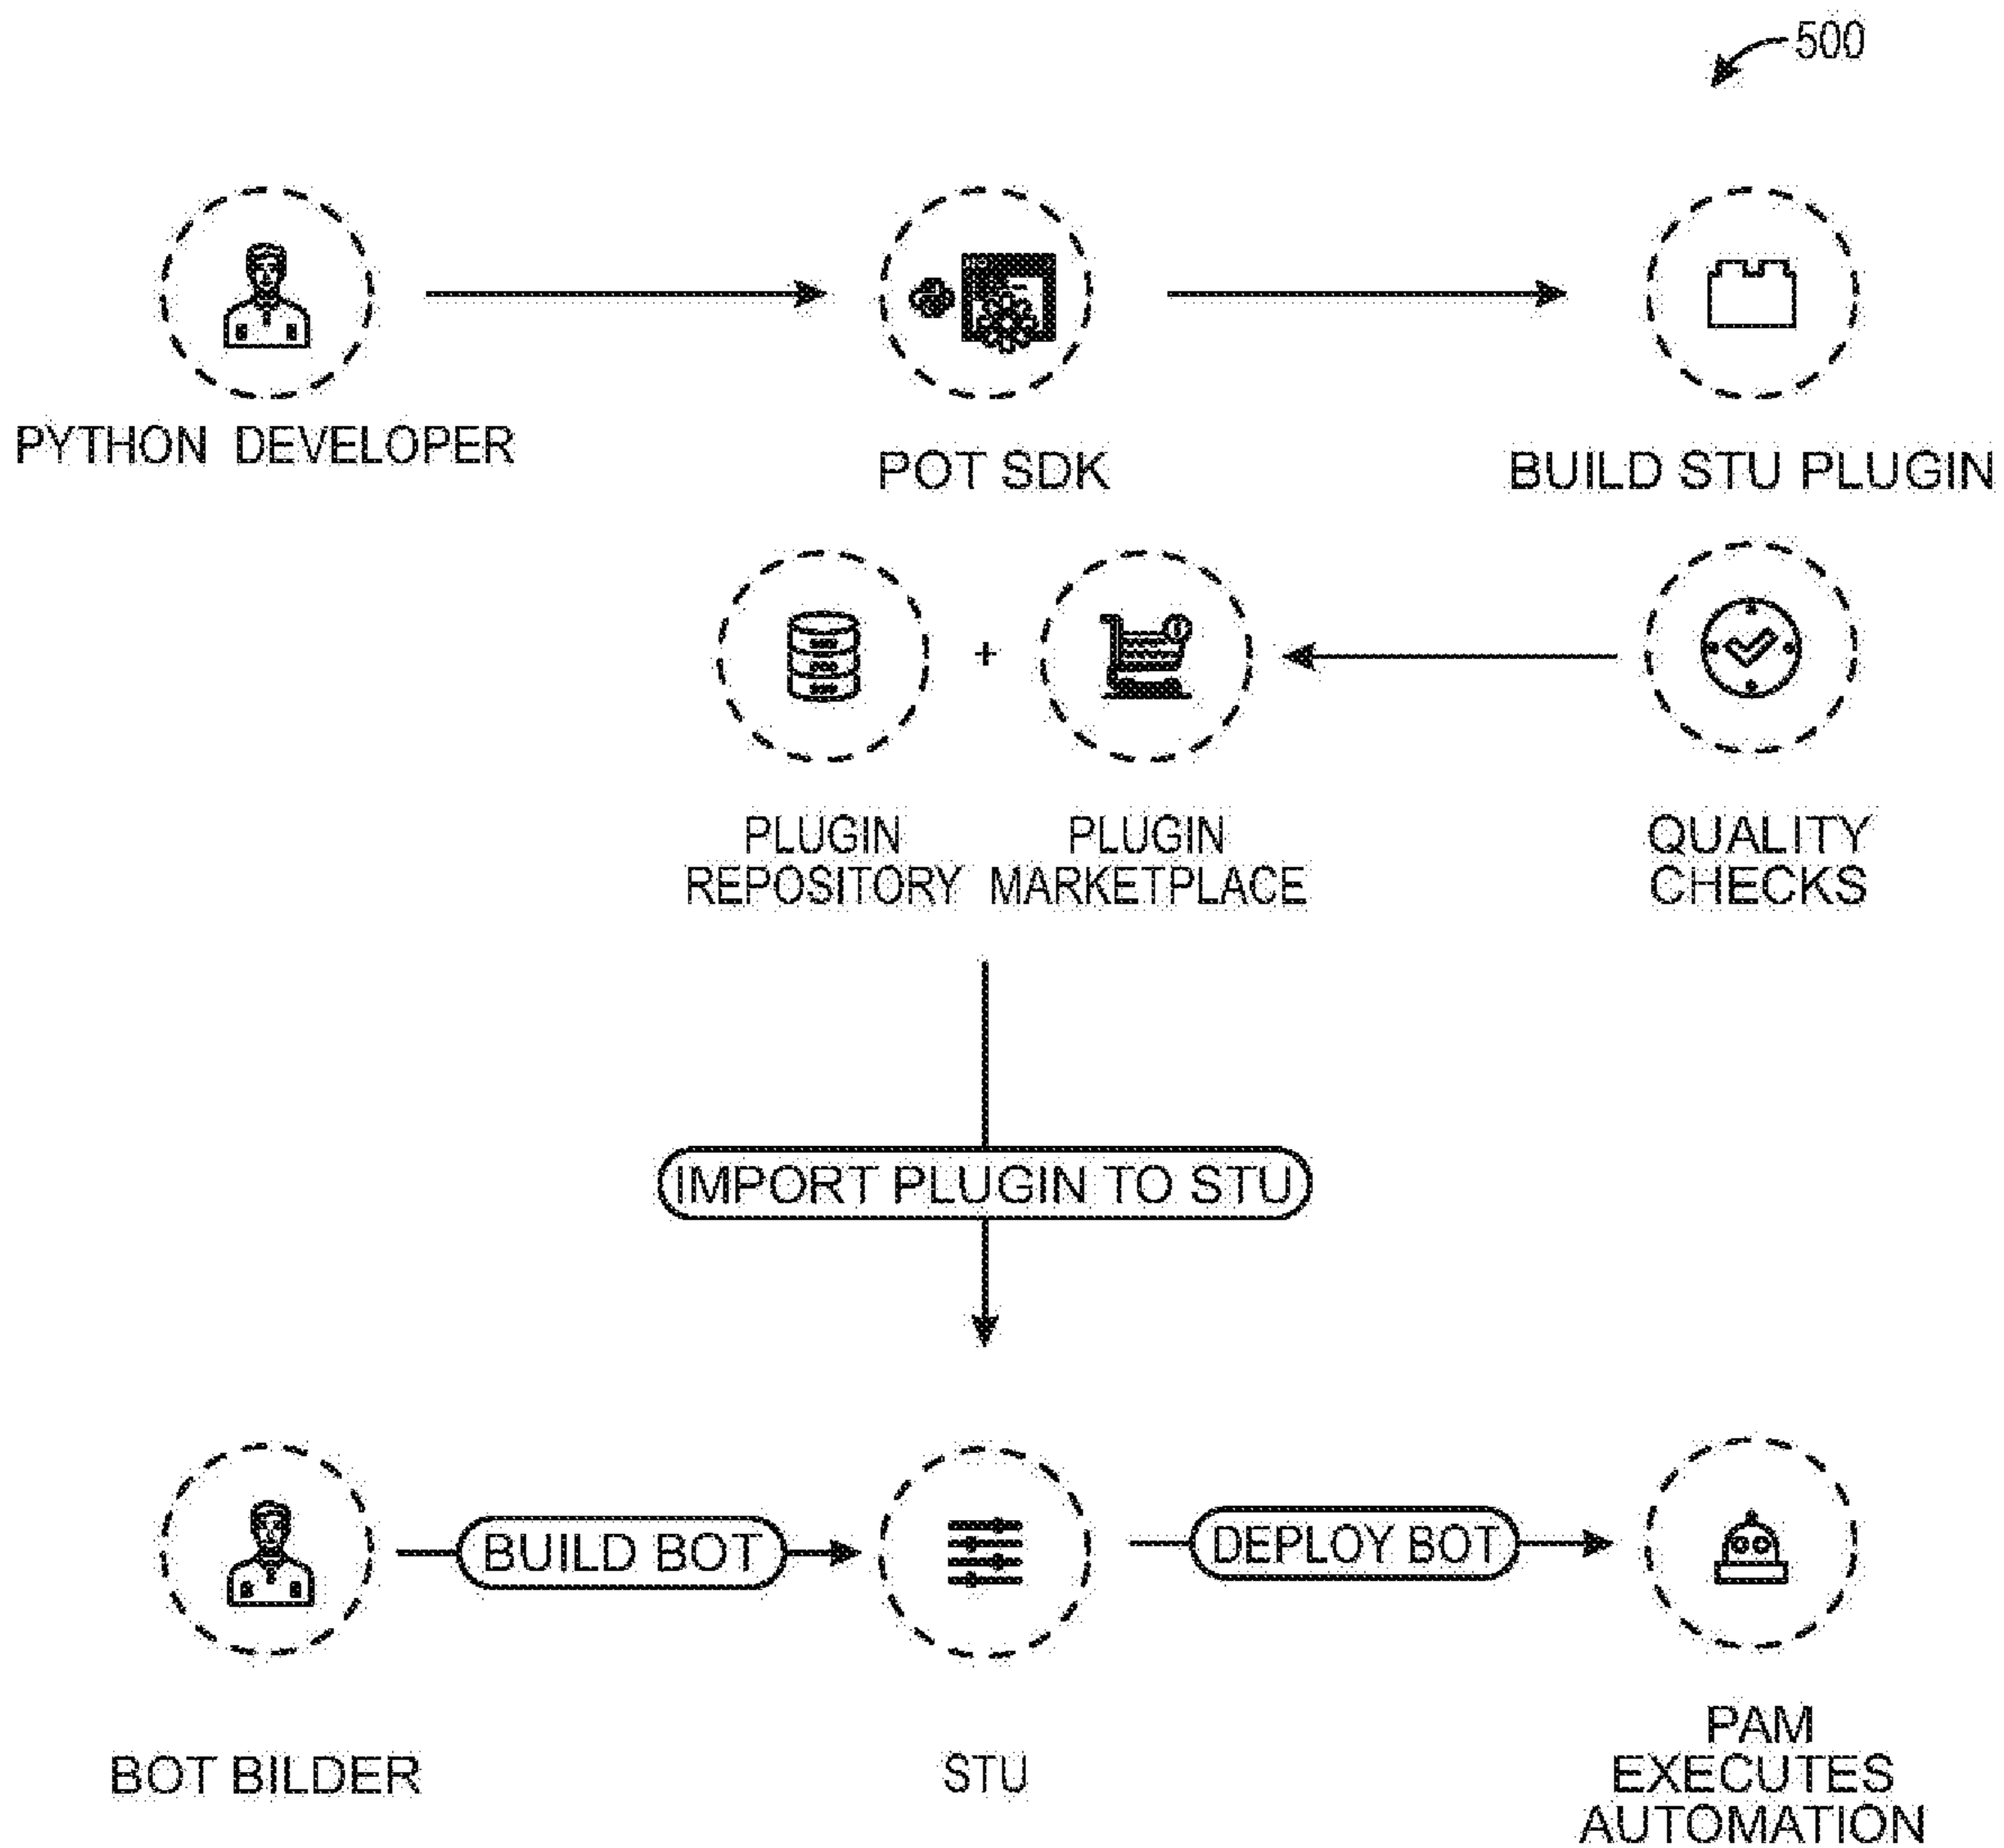 500
PYTHON DEVELOPER
POT SDK
BUILD STU PLUGIN
+
PLUGIN
REPOSITORY
PLUGIN
MARKETPLACE
QUALITY
CHECKS
IMPORT PLUGIN TO STU
BUILD BOT
DEPLOY BOT
BOT BILDER
STU
PAM
EXECUTES
AUTOMATION